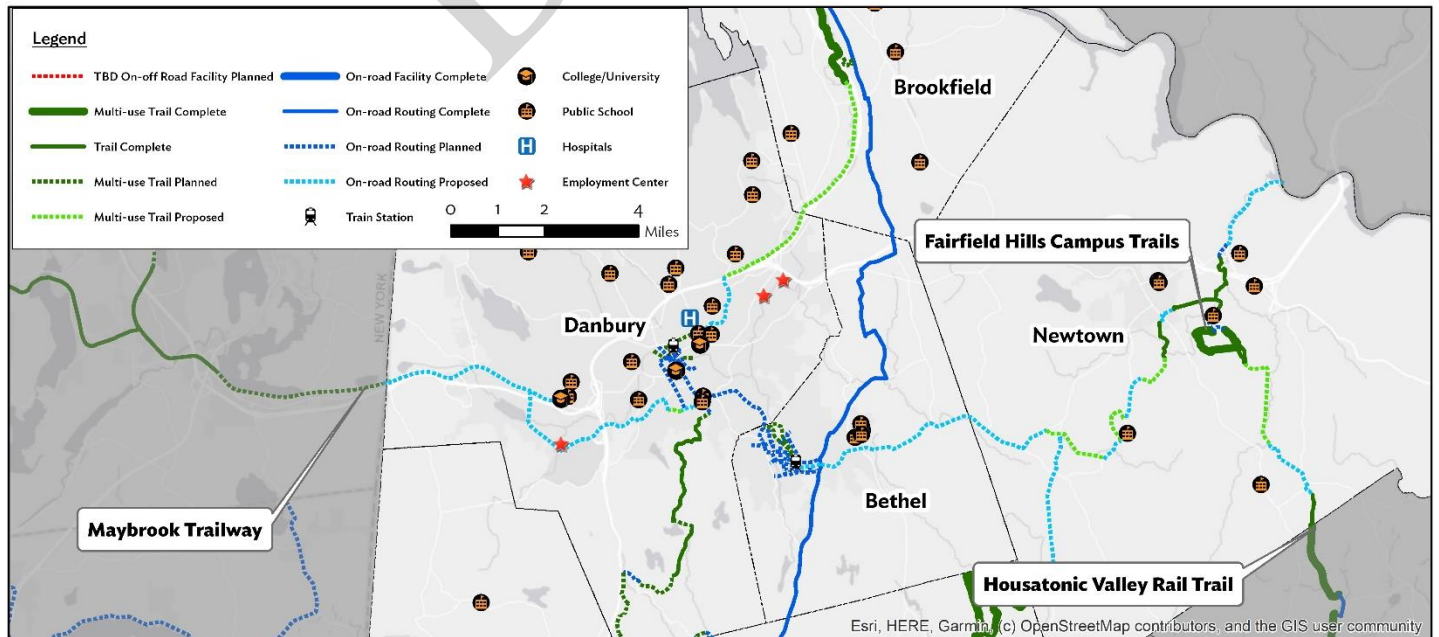 Legend
TBD On-off Road Facility Planned
Multi-use Trail Complete
Trail Complete
Multi-use Trail Planned
Multi-use Trail Proposed
On-road Facility Complete
On-road Routing Complete
On-road Routing Planned
On-road Routing Proposed
Train Station
College/University
Public School
H Hospitals
Employment Center
0 1 2 4
Miles
Brookfield
Fairfield Hills Campus Trails
NEW YORK
H
Danbury
Newtown
Bethel
Maybrook Trailway
Housatonic Valley Rail Trail
Esri, HERE, Garmin, (c) OpenStreetMap contributors, and the GIS user community